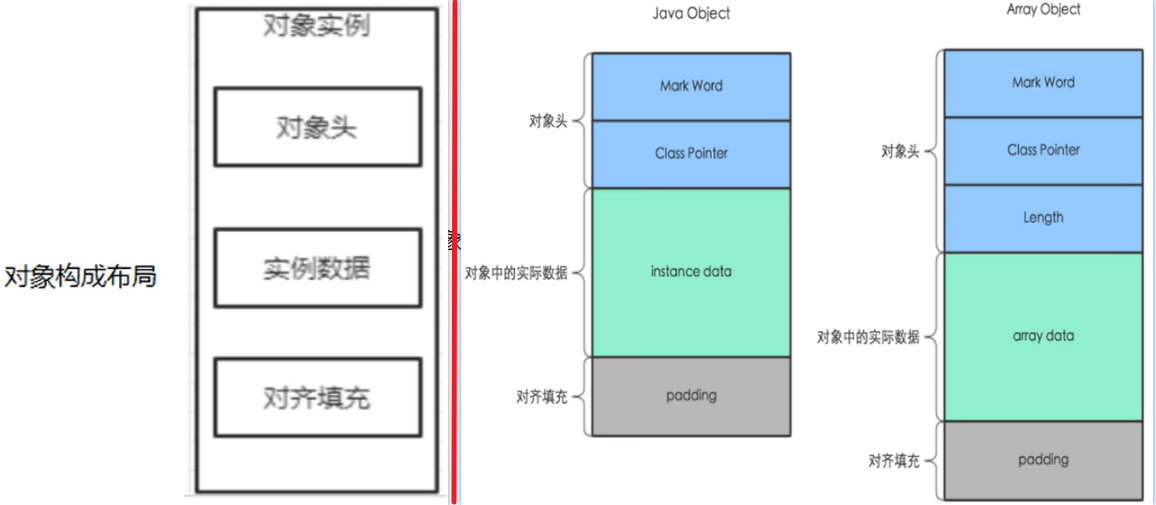 对象构成布局
对象实例
对象头
实例数据
对齐填充
象
Java Object
对象头
Mark Word
Class Pointer
对象中的实际数据
instance data
对齐填充
padding
Array Object
对象头
Mark Word
Class Pointer
Length
对象中的实际数据
array data
对齐填充
padding